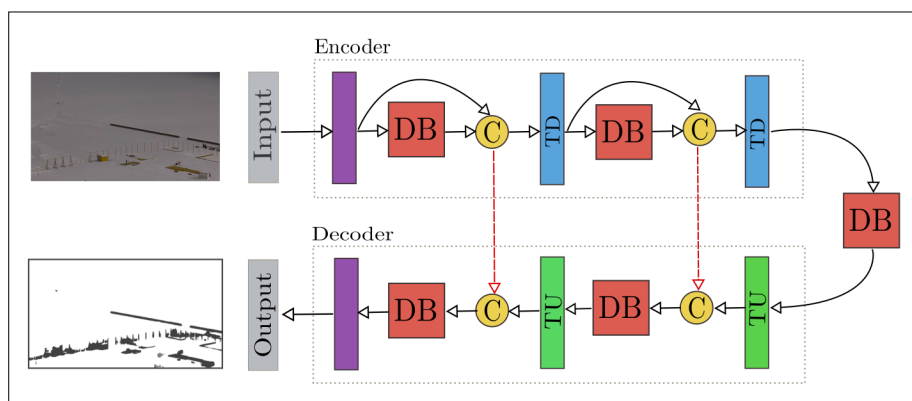 Encoder
Input
DB
C
TD
DB
C
TD
DB
Decoder
Output
DB
C
TU
DB
C
TU